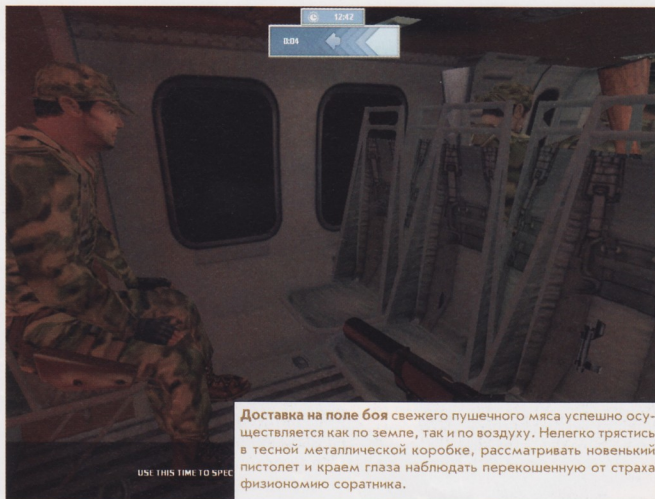 12:42
0:04
Доставка на поле боя свежего пушечного мяса успешно осу-
ществляется как по земле, так и по воздуху. Нелегко трястись
в тесной металлической коробке, рассматривать новенький
пистолет и краем глаза наблюдать перекошенную от страха
физиономию соратника.
USE THIS TIME TO SPEC